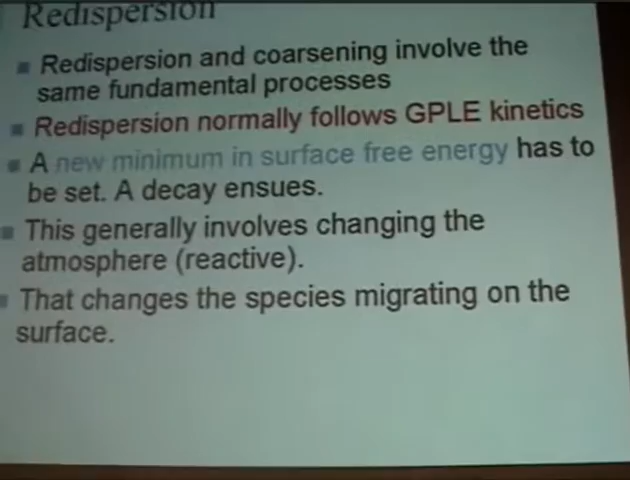 Redispersion
Redispersion and coarsening involve the
same fundamental processes
Redispersion normally follows GPLE kinetics
A new minimum in surface free energy has to
be set. A decay ensues.
This generally involves changing the
atmosphere (reactive).
That changes the species migrating on the
surface.